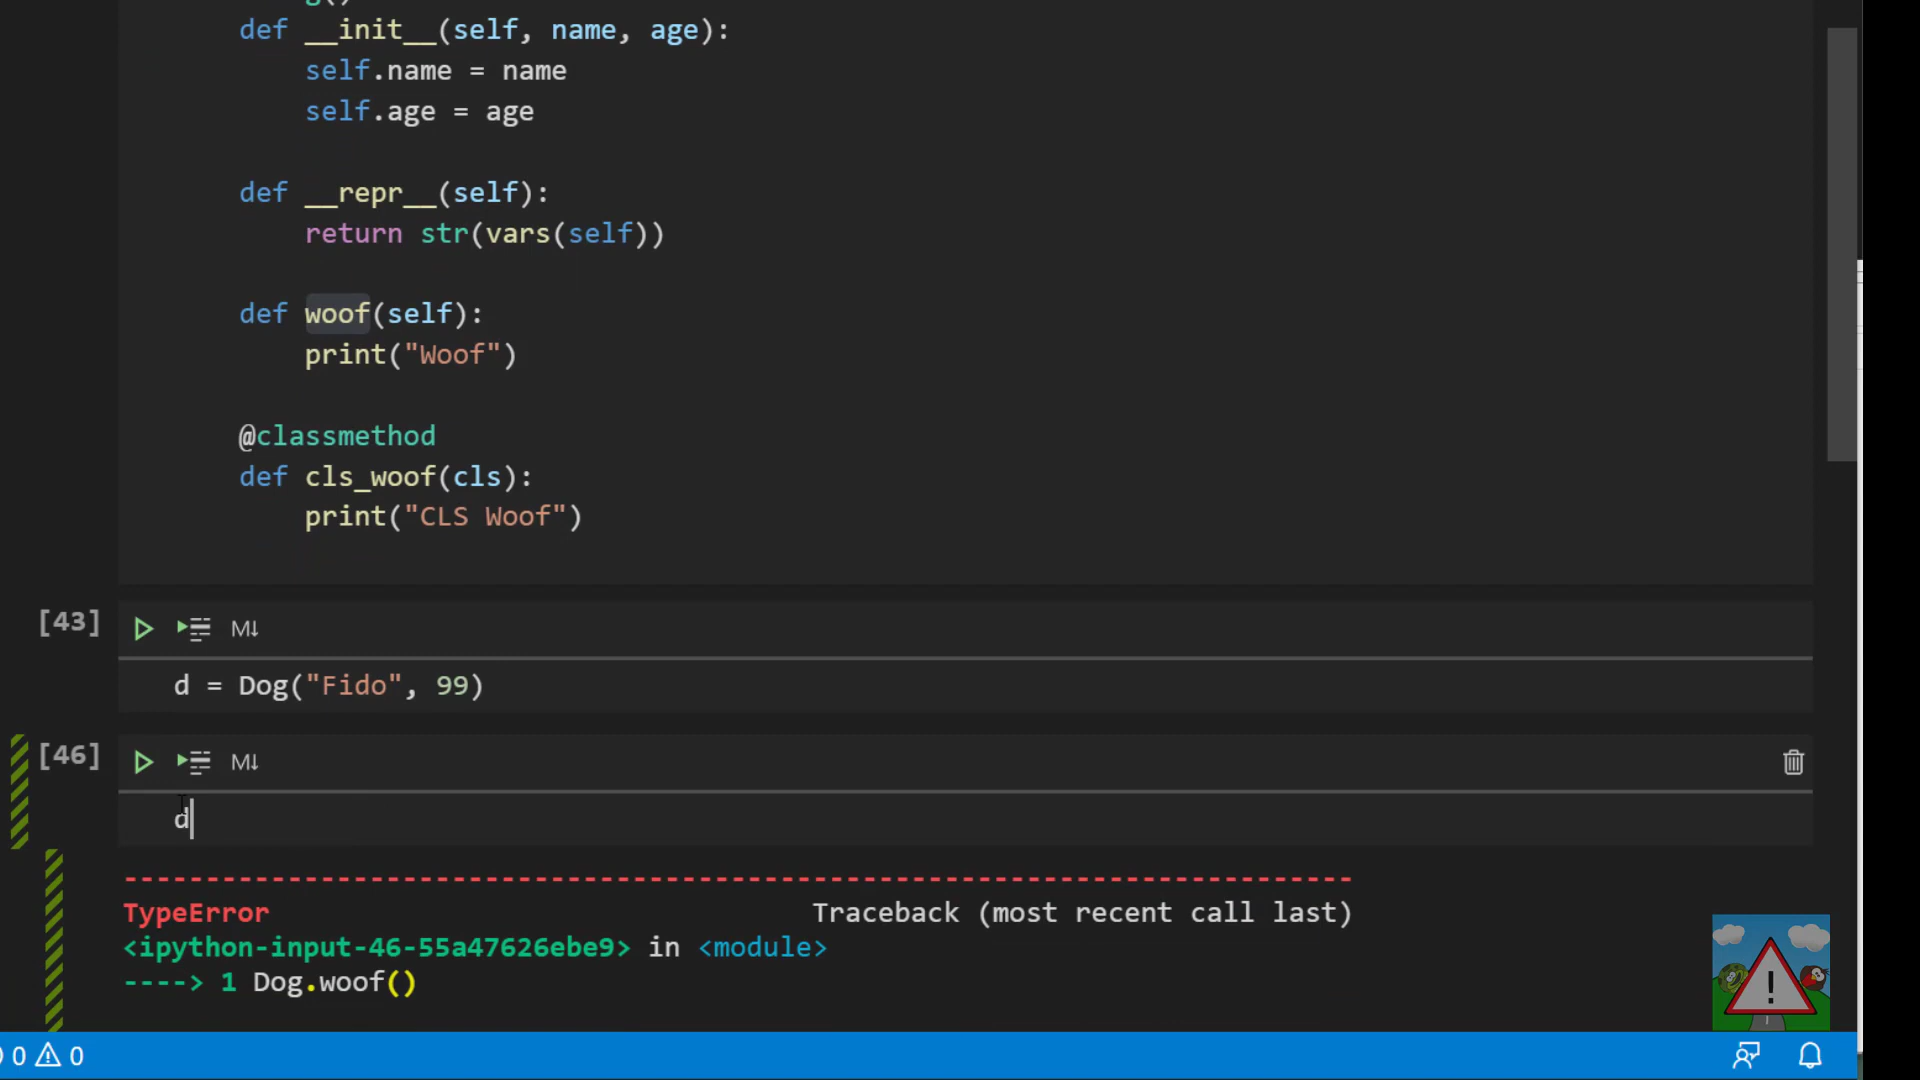 def __init__(self, name, age):
self.name = name
self.age = age
def __repr__(self):
return str(vars(self))
def woof(self):
print("Woof")
@classmethod
def cls_woof(cls):
print("CLS Woof")
[43]
M↓
d = Dog("Fido", 99)
[46]
M↓
d
---------------------------------------------------------------------------
TypeError Traceback (most recent call last)
<ipython-input-46-55a47626ebe9> in <module>
----> 1 Dog.woof()
0 0